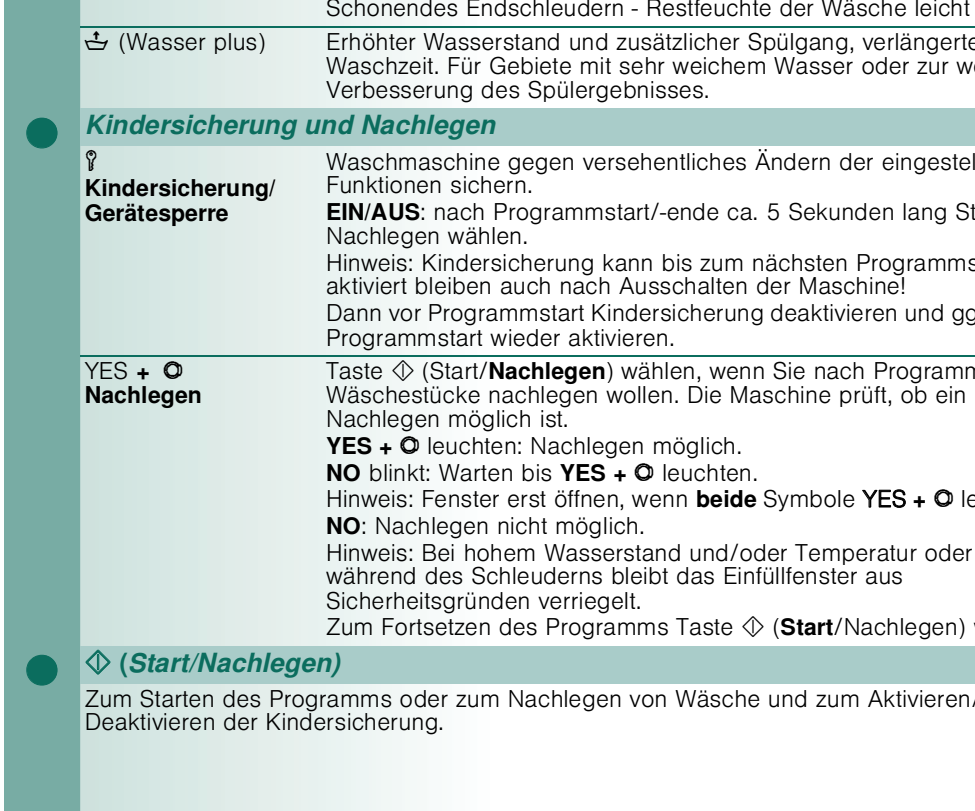 Schonendes Endschleudern - Restfeuchte der Wäsche leicht
(Wasser plus) Erhöhter Wasserstand und zusätzlicher Spülgang,
Waschzeit. Für Gebiete mit sehr weichem Wasser oder zur
Verbesserung des Spülergebnisses.
Kindersicherung und Nachlegen
Waschmaschine gegen versehentliches Ändern der
Kindersicherung/ Funktionen sichern.
Gerätesperre EIN/AUS: nach Programmstart/-ende ca. 5 Sekunden lang
Nachlegen wählen.
Hinweis: Kindersicherung kann bis zum nächsten
aktiviert bleiben auch nach Ausschalten der Maschine!
Dann vor Programmstart Kindersicherung deaktivieren und
Programmstart wieder aktivieren.
YES + Taste (Start/Nachlegen) wählen, wenn Sie nach
Nachlegen Wäschestücke nachlegen wollen. Die Maschine prüft, ob ein
Nachlegen möglich ist.
YES + leuchten: Nachlegen möglich.
NO blinkt: Warten bis YES + leuchten.
Hinweis: Fenster erst öffnen, wenn beide Symbole YES +
NO: Nachlegen nicht möglich.
Hinweis: Bei hohem Wasserstand und/oder Temperatur oder
während des Schleuderns bleibt das Einfüllfenster aus
Sicherheitsgründen verriegelt.
Zum Fortsetzen des Programms Taste (Start/Nachlegen)
(Start/Nachlegen)
Zum Starten des Programms oder zum Nachlegen von Wäsche und zum Aktivieren/
Deaktivieren der Kindersicherung.